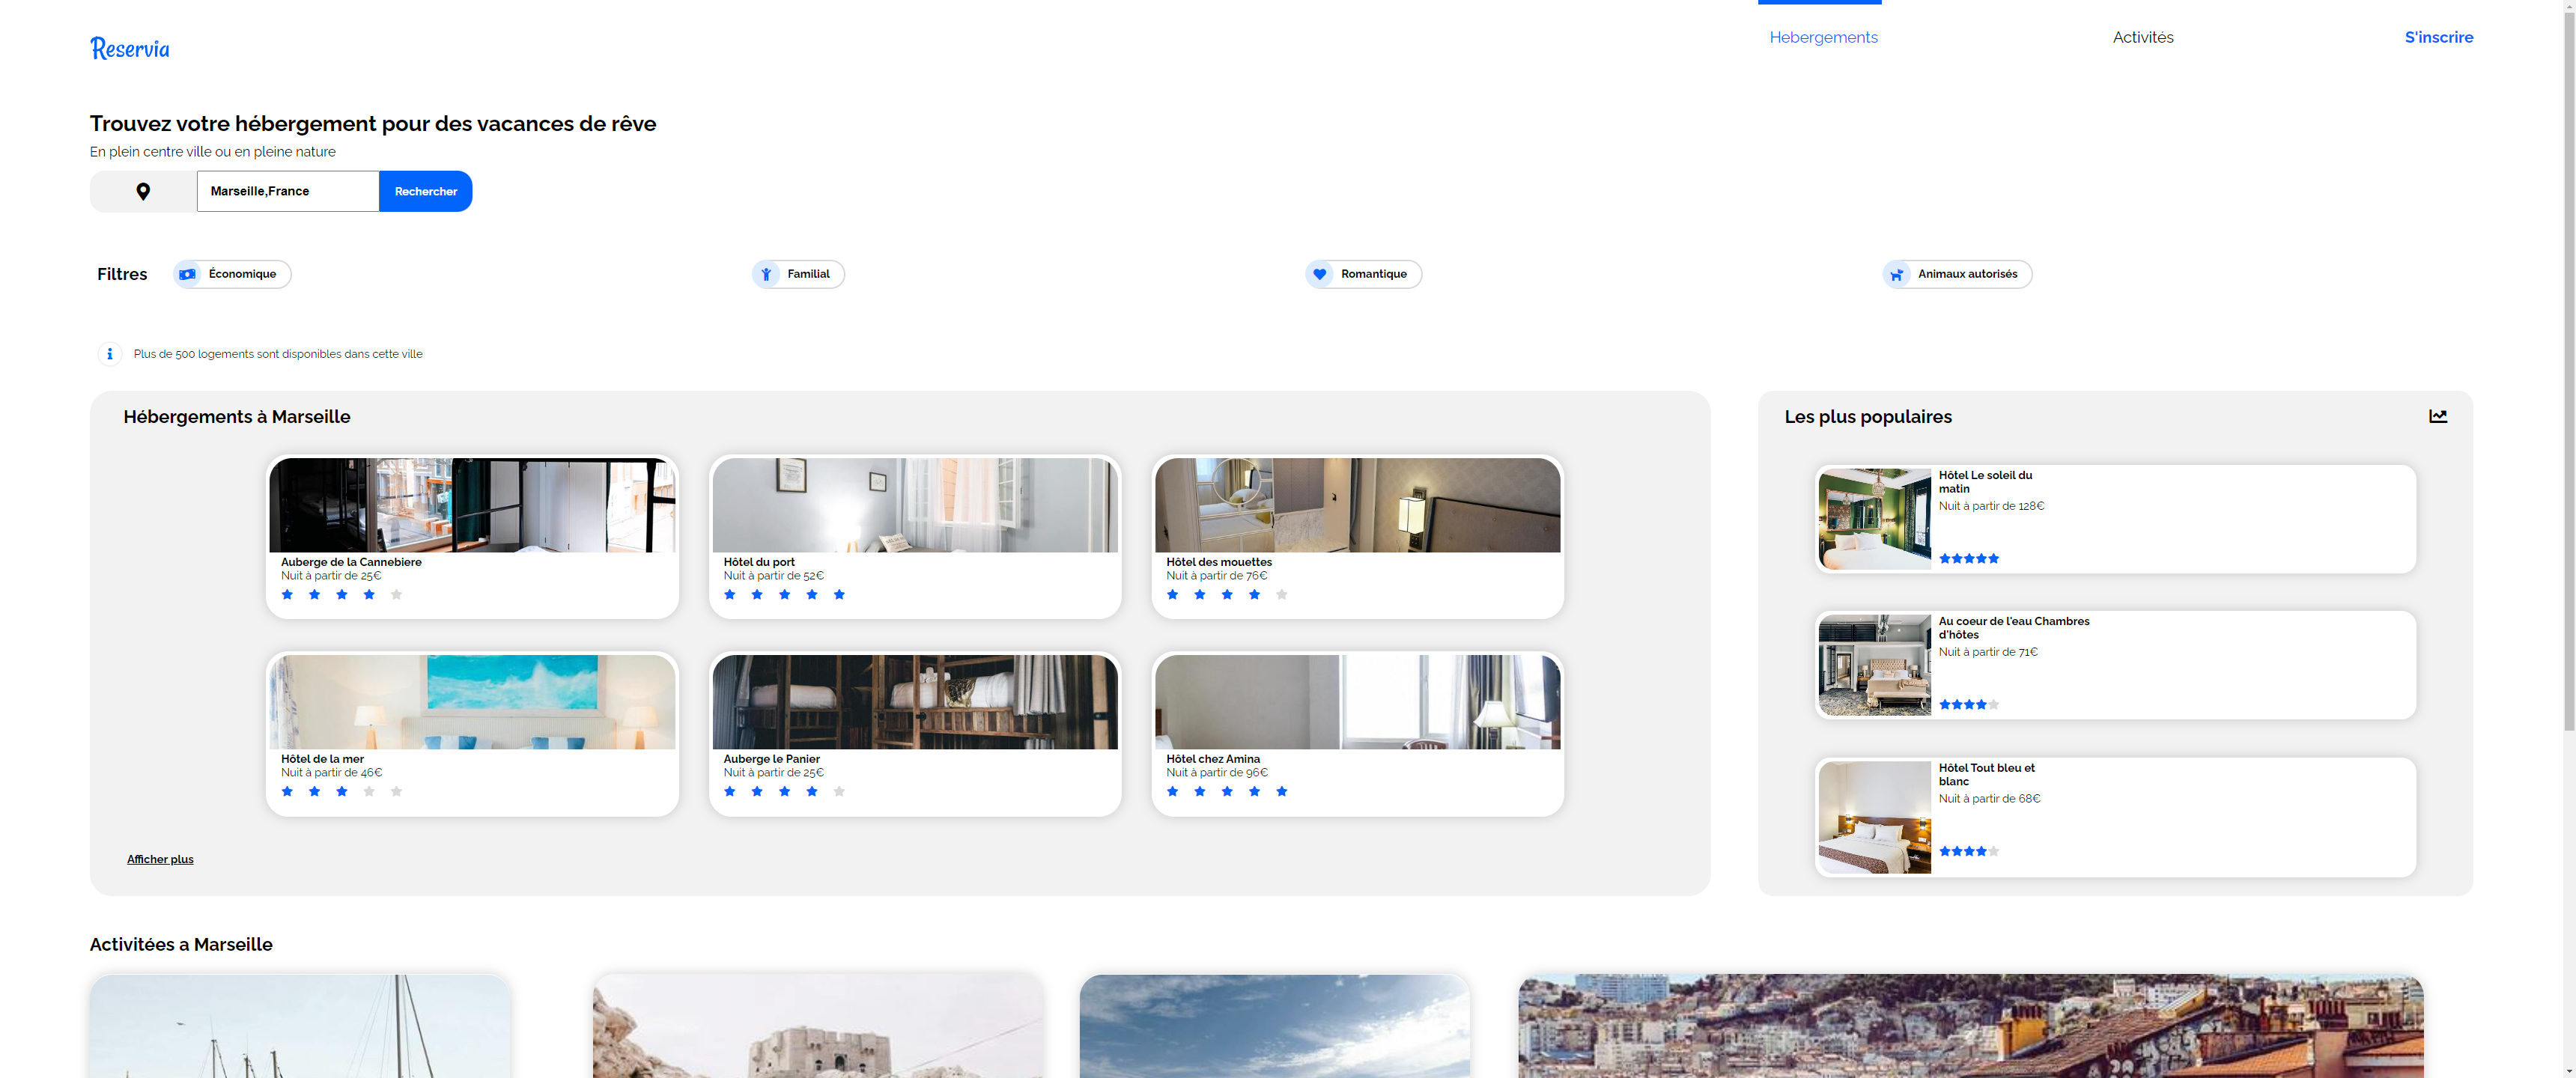 Reservia
Hebergements
Activités
S'inscrire
Trouvez votre hébergement pour des vacances de rêve
En plein centre ville ou en pleine nature
Marseille,France
Rechercher
Filtres
Économique
Familial
Romantique
Animaux autorisés
Plus de 500 logements sont disponibles dans cette ville
Hébergements à Marseille
Auberge de la Cannebiere
Nuit à partir de 25€
Hôtel du port
Nuit à partir de 52€
Hôtel des mouettes
Nuit à partir de 76€
Hôtel de la mer
Nuit à partir de 46€
Auberge le Panier
Nuit à partir de 25€
Hôtel chez Amina
Nuit à partir de 96€
Afficher plus
Les plus populaires
Hôtel Le soleil du
matin
Nuit à partir de 128€
Au coeur de l'eau Chambres
d'hôtes
Nuit à partir de 71€
Hôtel Tout bleu et
blanc
Nuit à partir de 68€
Activitées a Marseille